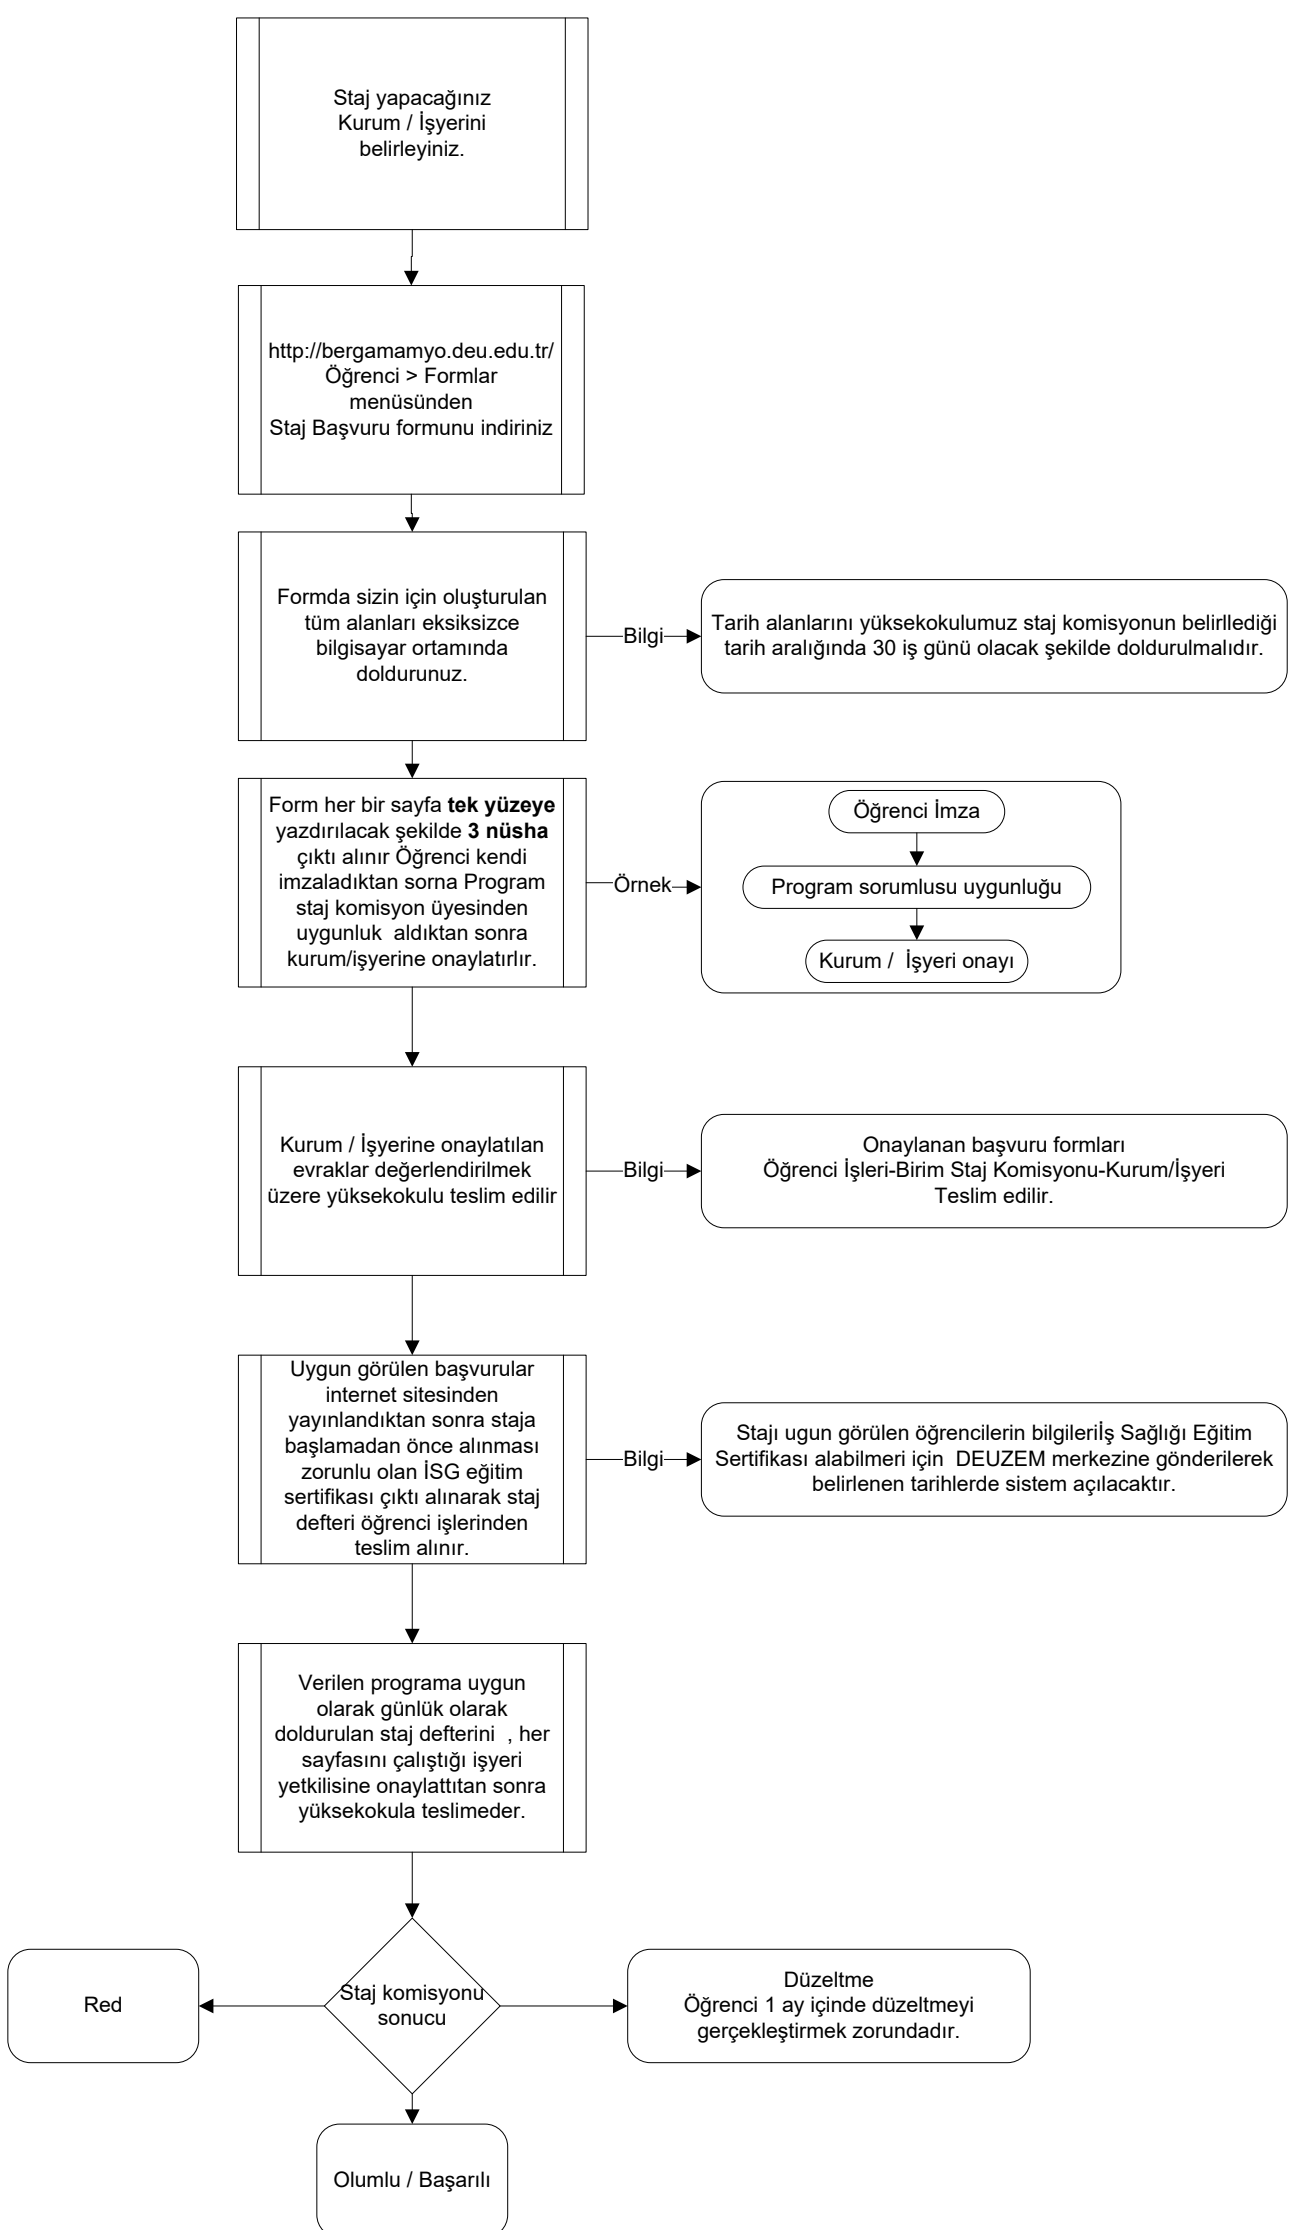 Staj yapacağınız
Kurum / İşyerini
belirleyiniz.
http://bergamamyo.deu.edu.tr/
Öğrenci > Formlar
menüsünden
Staj Başvuru formunu indiriniz
Formda sizin için oluşturulan
tüm alanları eksiksizce
bilgisayar ortamında
doldurunuz.
Bilgi
Tarih alanlarını yüksekokulumuz staj komisyonun belirllediği
tarih aralığında 30 iş günü olacak şekilde doldurulmalıdır.
Form her bir sayfa tek yüzeye
yazdırılacak şekilde 3 nüsha
çıktı alınır Öğrenci kendi
imzaladıktan sorna Program
staj komisyon üyesinden
uygunluk  aldıktan sonra
kurum/işyerine onaylatırlır.
Örnek
Öğrenci İmza
Program sorumlusu uygunluğu
Kurum /  İşyeri onayı
Kurum / İşyerine onaylatılan
evraklar değerlendirilmek
üzere yüksekokulu teslim edilir
Bilgi
Onaylanan başvuru formları
Öğrenci İşleri-Birim Staj Komisyonu-Kurum/İşyeri
Teslim edilir.
Uygun görülen başvurular
internet sitesinden
yayınlandıktan sonra staja
başlamadan önce alınması
zorunlu olan İSG eğitim
sertifikası çıktı alınarak staj
defteri öğrenci işlerinden
teslim alınır.
Bilgi
Stajı ugun görülen öğrencilerin bilgileriİş Sağlığı Eğitim
Sertifikası alabilmeri için  DEUZEM merkezine gönderilerek
belirlenen tarihlerde sistem açılacaktır.
Verilen programa uygun
olarak günlük olarak
doldurulan staj defterini  , her
sayfasını çalıştığı işyeri
yetkilisine onaylattıtan sonra
yüksekokula teslimeder.
Staj komisyonu
sonucu
Red
Düzeltme
Öğrenci 1 ay içinde düzeltmeyi
gerçekleştirmek zorundadır.
Olumlu / Başarılı